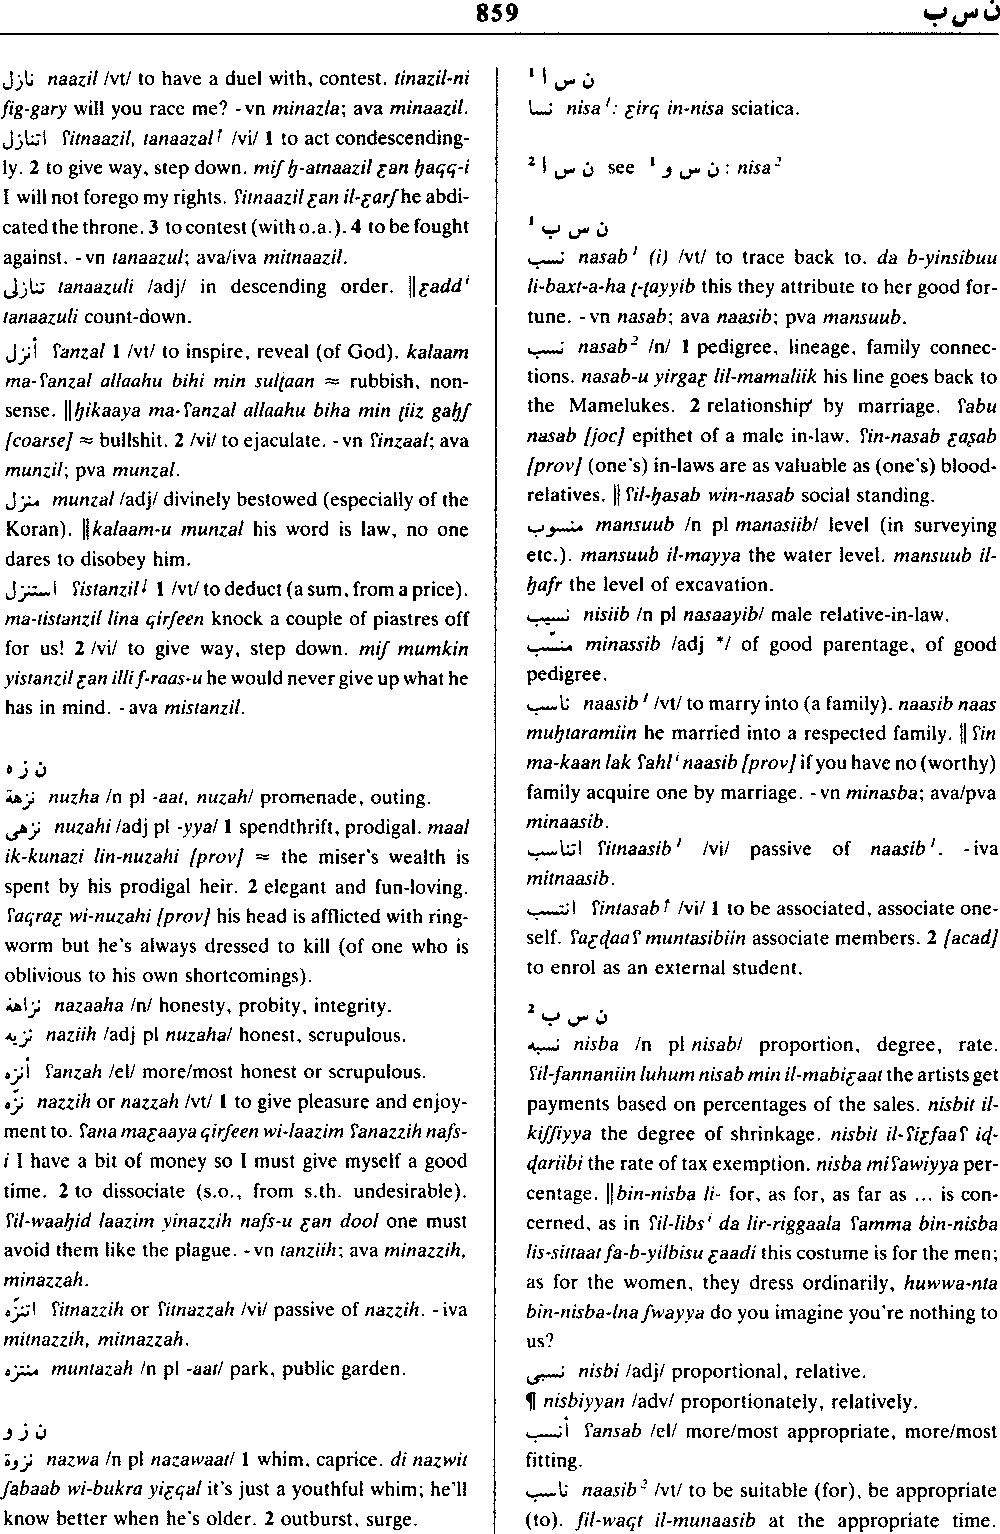 859
ن س ب
نازل naazil /vt/ to have a duel with, contest. tinazil-ni
fig-gary will you race me? -vn minazla; ava minaazil.
اتنازل ʕitnaazil, tanaazal↑ /vi/ 1 to act condescending-
ly. 2 to give way, step down. miʃ ḥ-atnaazil ʕan ḥaqq-i
I will not forego my rights. ʕitnaazil ʕan il-ʕarʃ he abdi-
cated the throne. 3 to contest (with o.a.). 4 to be fought
against. -vn tanaazul; ava/iva mitnaazil.
تنازلى tanaazuli /adj/ in descending order. ‖ʕaddⁱ
tanaazuli count-down.
أنزل ʕanzal 1 /vt/ to inspire, reveal (of God). kalaam
ma-ʕanzal allaahu bihi min sulṭaan ≈ rubbish, non-
sense. ‖ḥikaaya ma-ʕanzal allaahu biha min ṭiiz gaḥʃ
[coarse] ≈ bullshit. 2 /vi/ to ejaculate. -vn ʕinzaal; ava
munzil; pva munzal.
منزل munzal /adj/ divinely bestowed (especially of the
Koran). ‖kalaam-u munzal his word is law, no one
dares to disobey him.
استنزل ʕistanzil↓ 1 /vt/ to deduct (a sum, from a price).
ma-tistanzil lina qirʃeen knock a couple of piastres off
for us! 2 /vi/ to give way, step down. miʃ mumkin
yistanzil ʕan illi f-raas-u he would never give up what he
has in mind. -ava mistanzil.
ن ز ه
نزهة nuzha /n pl -aat, nuzah/ promenade, outing.
نزهى nuzahi /adj pl -yya/ 1 spendthrift, prodigal. maal
ik-kunazi lin-nuzahi [prov] ≈ the miser's wealth is
spent by his prodigal heir. 2 elegant and fun-loving.
ʕaqraʕ wi-nuzahi [prov] his head is afflicted with ring-
worm but he's always dressed to kill (of one who is
oblivious to his own shortcomings).
نزاهة nazaaha /n/ honesty, probity, integrity.
نزيه naziih /adj pl nuzaha/ honest, scrupulous.
أنزه ʕanzah /el/ more/most honest or scrupulous.
نزّه nazzih or nazzah /vt/ 1 to give pleasure and enjoy-
ment to. ʕana maʕaaya qirʃeen wi-laazim ʕanazzih nafs-
i I have a bit of money so I must give myself a good
time. 2 to dissociate (s.o., from s.th. undesirable).
ʕil-waaḥid laazim yinazzih nafs-u ʕan dool one must
avoid them like the plague. -vn tanziih; ava minazzih,
minazzah.
اتنزّه ʕitnazzih or ʕitnazzah /vi/ passive of nazzih. -iva
mitnazzih, mitnazzah.
منتزه muntazah /n pl -aat/ park, public garden.
ن ز و
نزوة nazwa /n pl nazawaat/ 1 whim, caprice. di nazwit
ʃabaab wi-bukra yiʕqal it's just a youthful whim; he'll
know better when he's older. 2 outburst, surge.
ن س أ ¹
نسا nisa¹: ʕirq in-nisa sciatica.
ن س أ ² see ن س و ¹: nisa²
ن س ب ¹
نسب nasab¹ (i) /vt/ to trace back to. da b-yinsibuu
li-baxt-a-ha ṭ-ṭayyib this they attribute to her good for-
tune. -vn nasab; ava naasib; pva mansuub.
نسب nasab² /n/ 1 pedigree, lineage, family connec-
tions. nasab-u yirgaʕ lil-mamaliik his line goes back to
the Mamelukes. 2 relationship by marriage. ʕabu
nasab [joc] epithet of a male in-law. ʕin-nasab ʕaṣab
[prov] (one's) in-laws are as valuable as (one's) blood-
relatives. ‖ʕil-ḥasab win-nasab social standing.
منسوب mansuub /n pl manasiib/ level (in surveying
etc.). mansuub il-mayya the water level. mansuub il-
ḥafr the level of excavation.
نسيب nisiib /n pl nasaayib/ male relative-in-law.
منسّب minassib /adj */ of good parentage, of good
pedigree.
ناسب naasib¹ /vt/ to marry into (a family). naasib naas
muḥtaramiin he married into a respected family. ‖ʕin
ma-kaan lak ʕahlⁱ naasib [prov] if you have no (worthy)
family acquire one by marriage. -vn minasba; ava/pva
minaasib.
اتناسب ʕitnaasib¹ /vi/ passive of naasib¹. -iva
mitnaasib.
انتسب ʕintasab↑ /vi/ 1 to be associated, associate one-
self. ʕaʕḍaaʕ muntasibiin associate members. 2 [acad]
to enrol as an external student.
ن س ب ²
نسبه nisba /n pl nisab/ proportion, degree, rate.
ʕil-fannaniin luhum nisab min il-mabiʕaat the artists get
payments based on percentages of the sales. nisbit il-
kiʃʃiyya the degree of shrinkage. nisbit il-ʕiʕfaaʕ iḍ-
ḍariibi the rate of tax exemption. nisba miʕawiyya per-
centage. ‖bin-nisba li- for, as for, as far as ... is con-
cerned, as in ʕil-libsⁱ da lir-riggaala ʕamma bin-nisba
lis-sittaat fa-b-yilbisu ʕaadi this costume is for the men;
as for the women, they dress ordinarily, huwwa-nta
bin-nisba-lna ʃwayya do you imagine you're nothing to
us?
نسبى nisbi /adj/ proportional, relative.
¶ nisbiyyan /adv/ proportionately, relatively.
أنسب ʕansab /el/ more/most appropriate, more/most
fitting.
ناسب naasib² /vt/ to be suitable (for), be appropriate
(to). fil-waqt il-munaasib at the appropriate time.